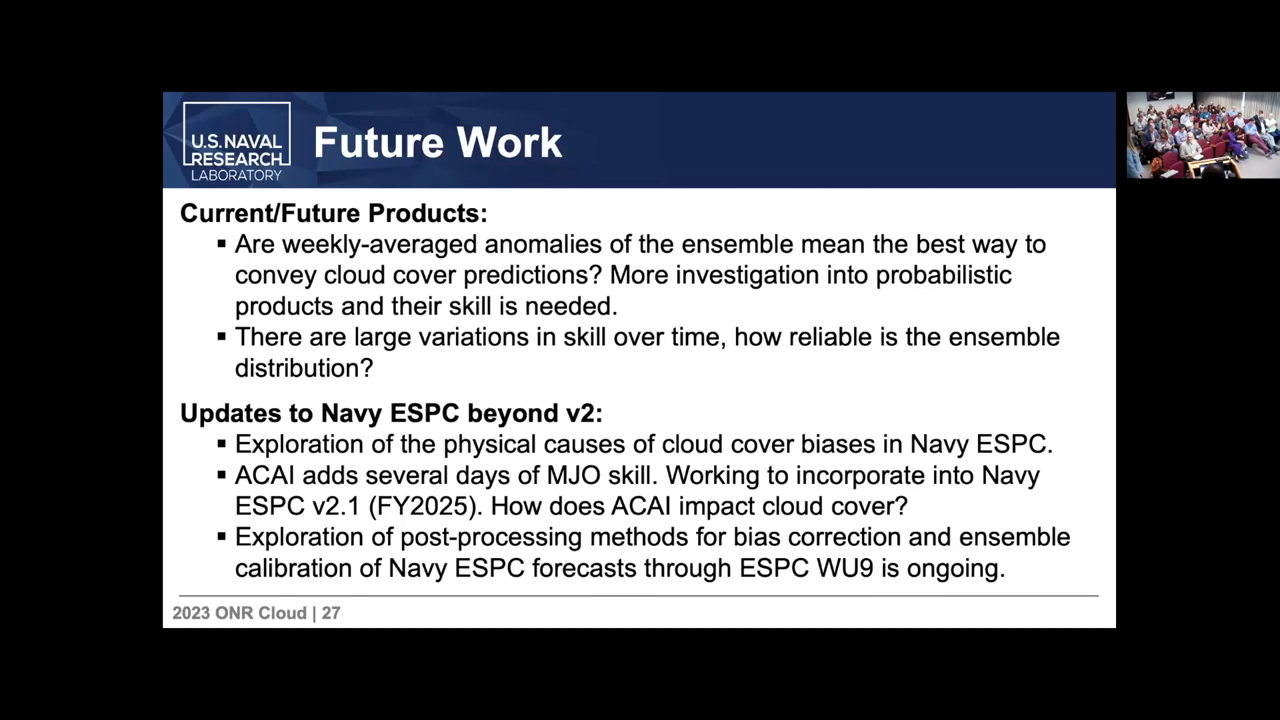 U.S. NAVAL
RESEARCH
LABORATORY
Future Work
Current/Future Products:
▪ Are weekly-averaged anomalies of the ensemble mean the best way to
convey cloud cover predictions? More investigation into probabilistic
products and their skill is needed.
▪ There are large variations in skill over time, how reliable is the ensemble
distribution?
Updates to Navy ESPC beyond v2:
▪ Exploration of the physical causes of cloud cover biases in Navy ESPC.
▪ ACAI adds several days of MJO skill. Working to incorporate into Navy
ESPC v2.1 (FY2025). How does ACAI impact cloud cover?
▪ Exploration of post-processing methods for bias correction and ensemble
calibration of Navy ESPC forecasts through ESPC WU9 is ongoing.
2023 ONR Cloud | 27